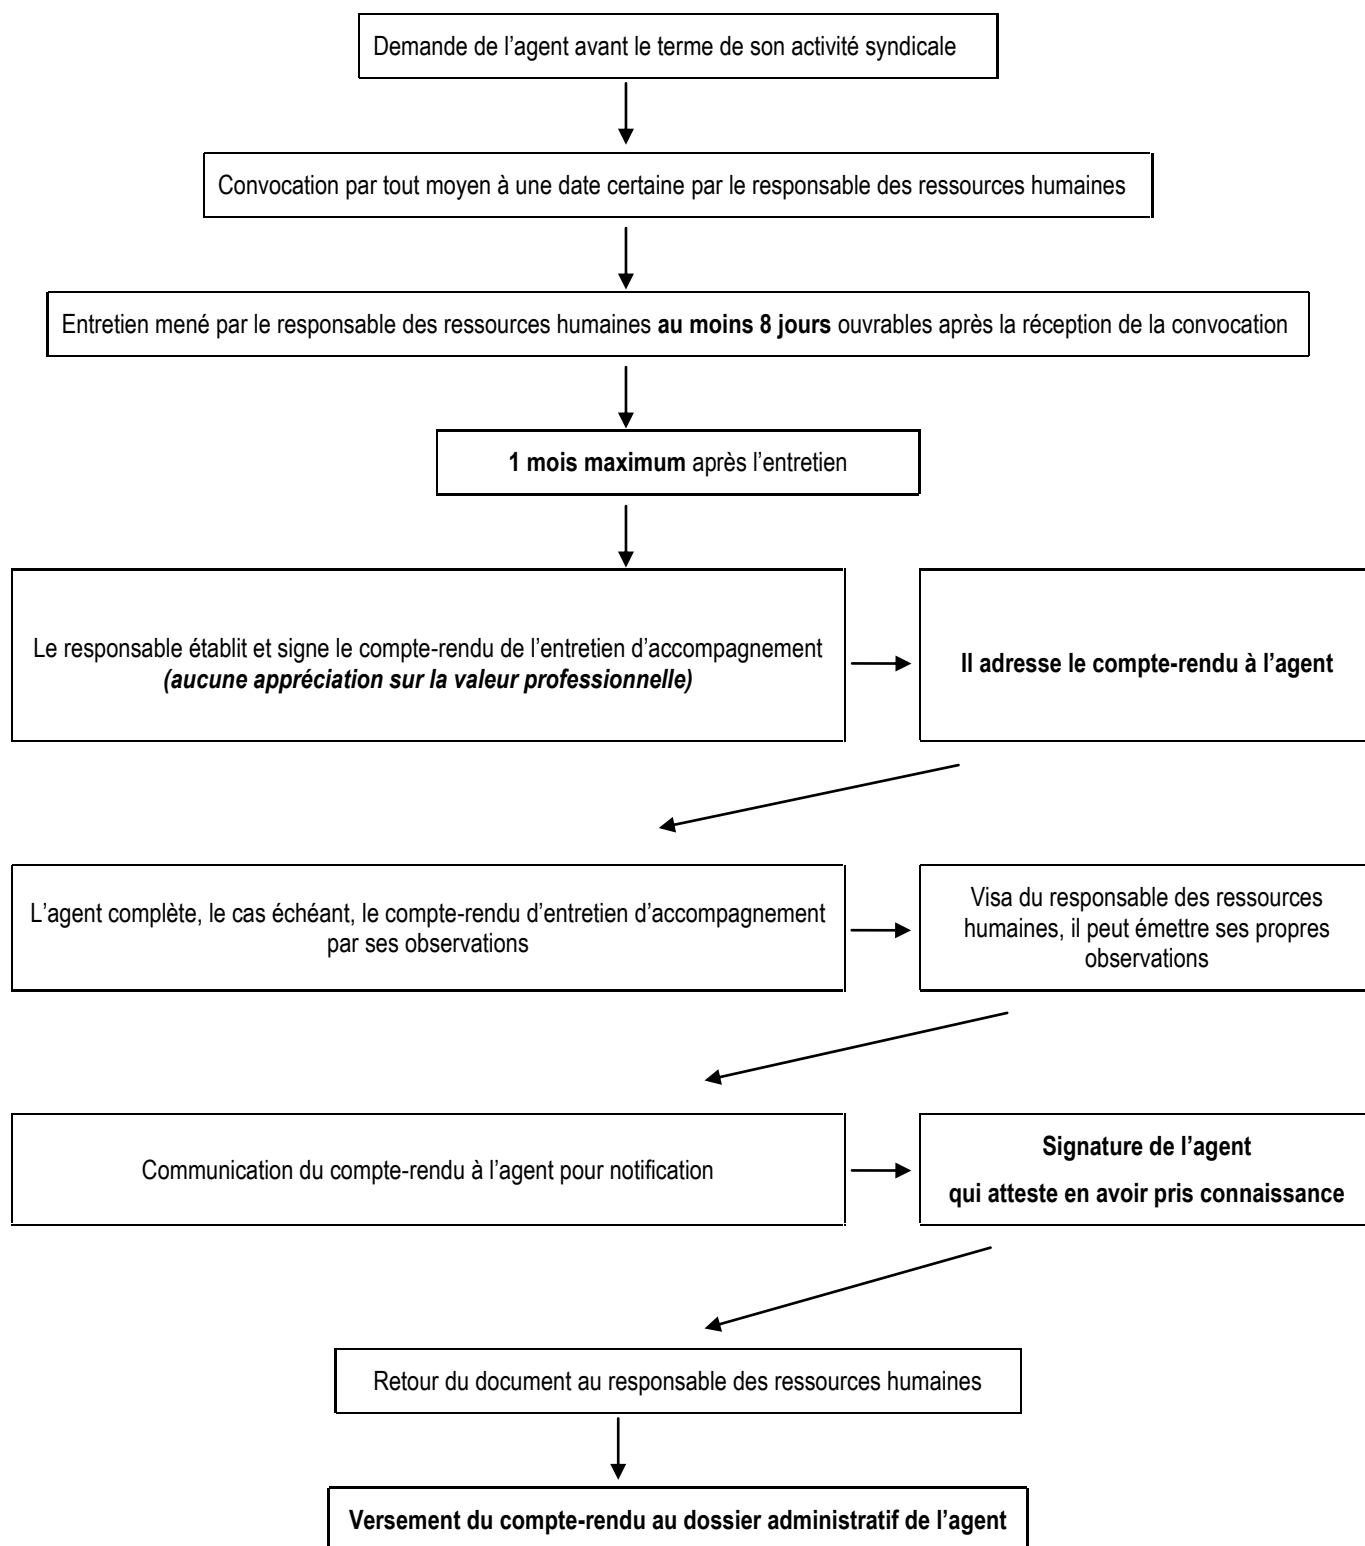 Demande de l’agent avant le terme de son activité syndicale
Convocation par tout moyen à une date certaine par le responsable des ressources humaines
Entretien mené par le responsable des ressources humaines au moins 8 jours ouvrables après la réception de la convocation
1 mois maximum après l’entretien
Le responsable établit et signe le compte-rendu de l’entretien d’accompagnement
(aucune appréciation sur la valeur professionnelle)
Il adresse le compte-rendu à l’agent
L’agent complète, le cas échéant, le compte-rendu d’entretien d’accompagnement
par ses observations
Visa du responsable des ressources
humaines, il peut émettre ses propres
observations
Communication du compte-rendu à l’agent pour notification
Signature de l’agent
qui atteste en avoir pris connaissance
Retour du document au responsable des ressources humaines
Versement du compte-rendu au dossier administratif de l’agent